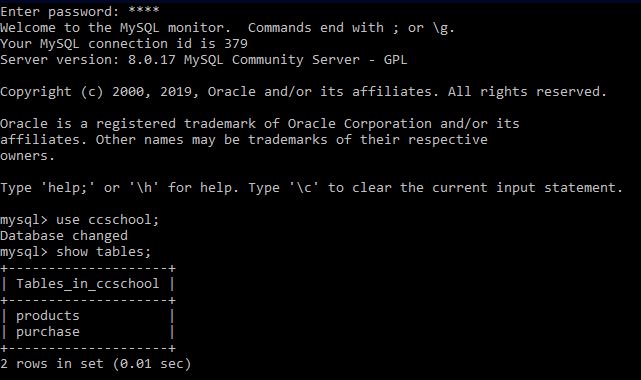 Enter password: ****
Welcome to the MySQL monitor.  Commands end with ; or \g.
Your MySQL connection id is 379
Server version: 8.0.17 MySQL Community Server - GPL
Copyright (c) 2000, 2019, Oracle and/or its affiliates. All rights reserved.
Oracle is a registered trademark of Oracle Corporation and/or its
affiliates. Other names may be trademarks of their respective
owners.
Type 'help;' or '\h' for help. Type '\c' to clear the current input statement.
mysql> use ccschool;
Database changed
mysql> show tables;
+--------------------+
| Tables_in_ccschool |
+--------------------+
| products           |
| purchase           |
+--------------------+
2 rows in set (0.01 sec)